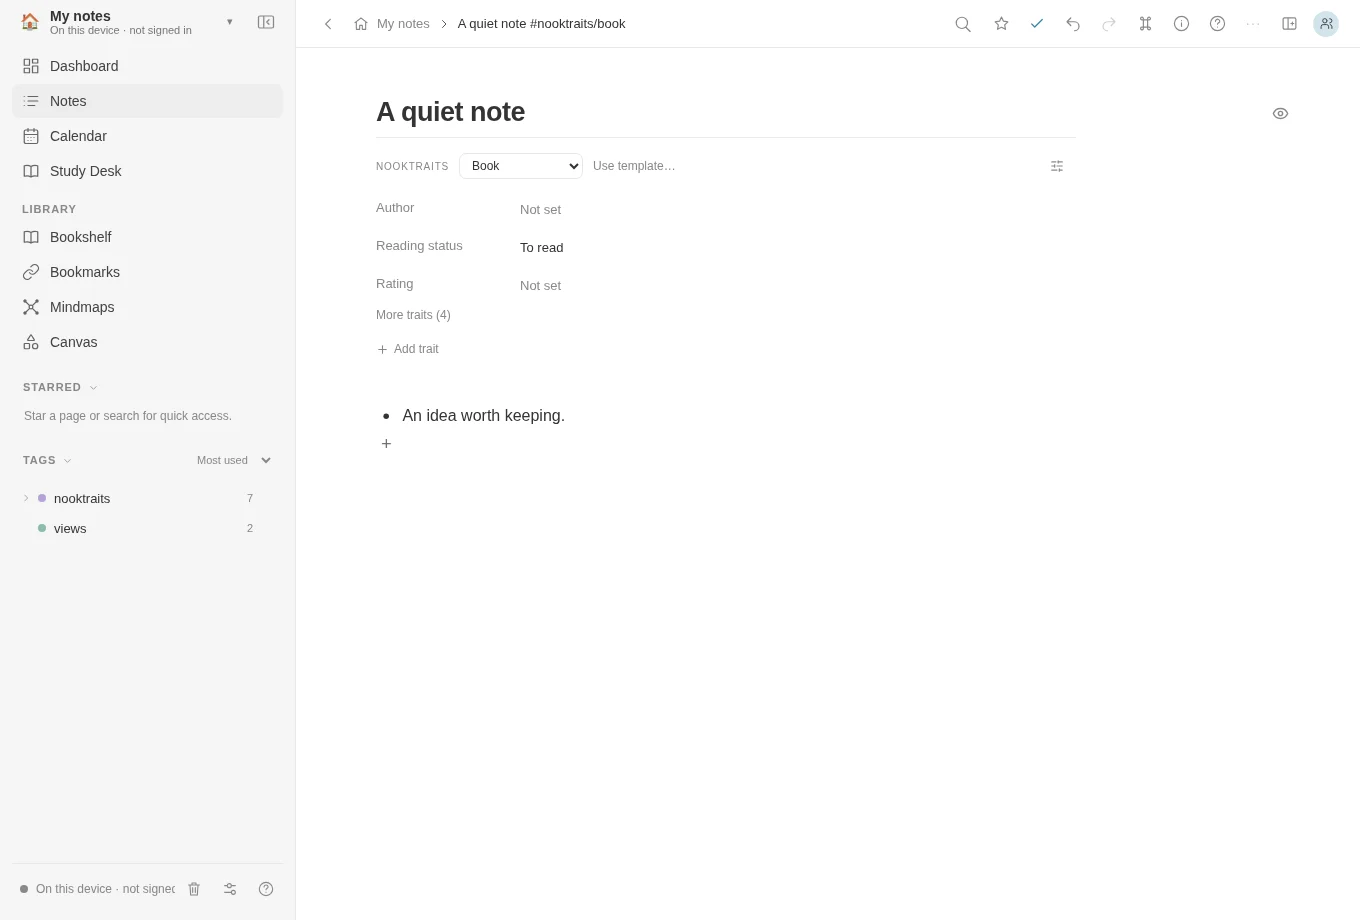 My notes
On this device · not signed in
Dashboard
Notes
Calendar
Study Desk
LIBRARY
Bookshelf
Bookmarks
Mindmaps
Canvas
STARRED
Star a page or search for quick access.
TAGS
Most used
nooktraits 7
views 2
On this device · not signed
My notes
A quiet note #nooktraits/book
A quiet note
NOOKTRAITS Book Use template…
Author Not set
Reading status To read
Rating Not set
More traits (4)
Add trait
An idea worth keeping.